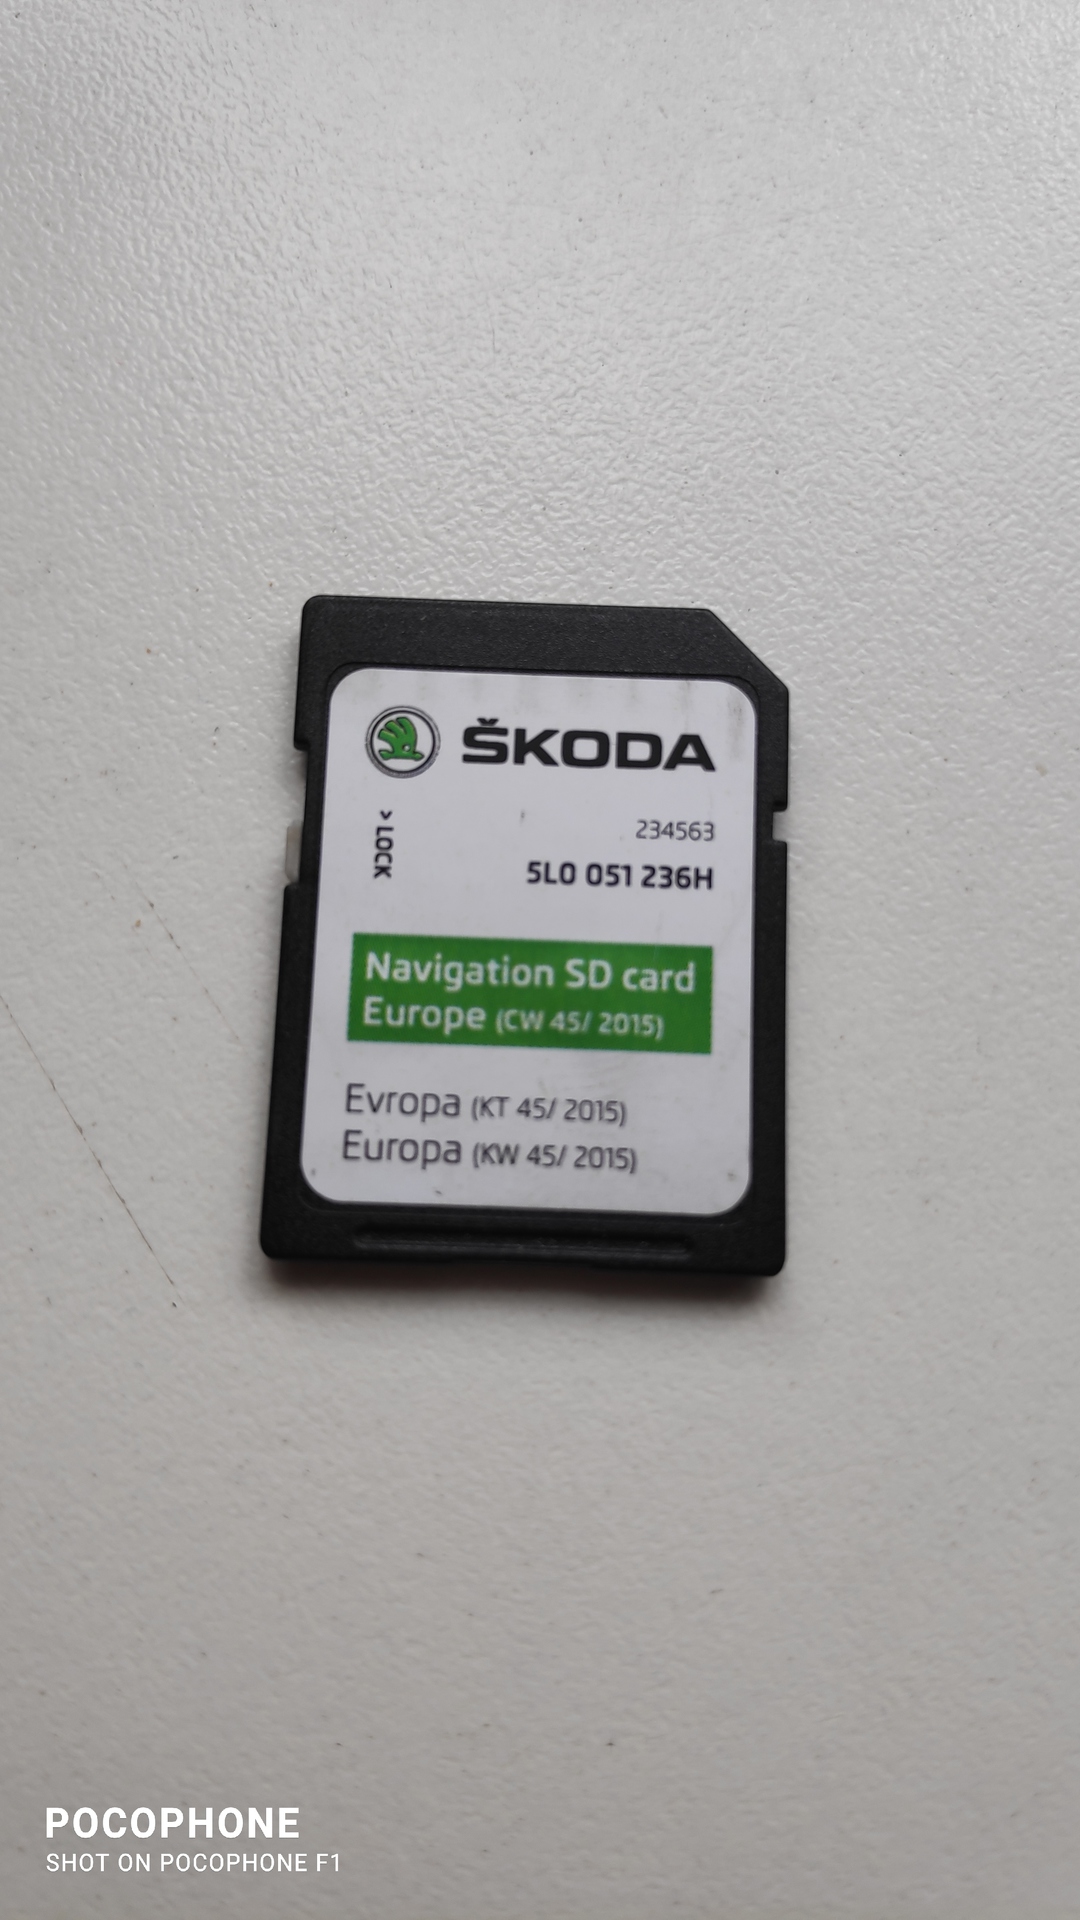 ŠKODA
234563
> LOCK
5L0 051 236H
Navigation SD card
Europe (CW 45/ 2015)
Evropa (KT 45/ 2015)
Europa (KW 45/ 2015)
POCOPHONE
SHOT ON POCOPHONE F1